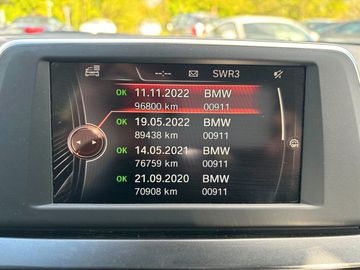 --:-- SWR3
OK 11.11.2022 BMW
96800 km 00911
OK 19.05.2022 BMW
89438 km 00911
OK 14.05.2021 BMW
76759 km 00911
OK 21.09.2020 BMW
70908 km 00911